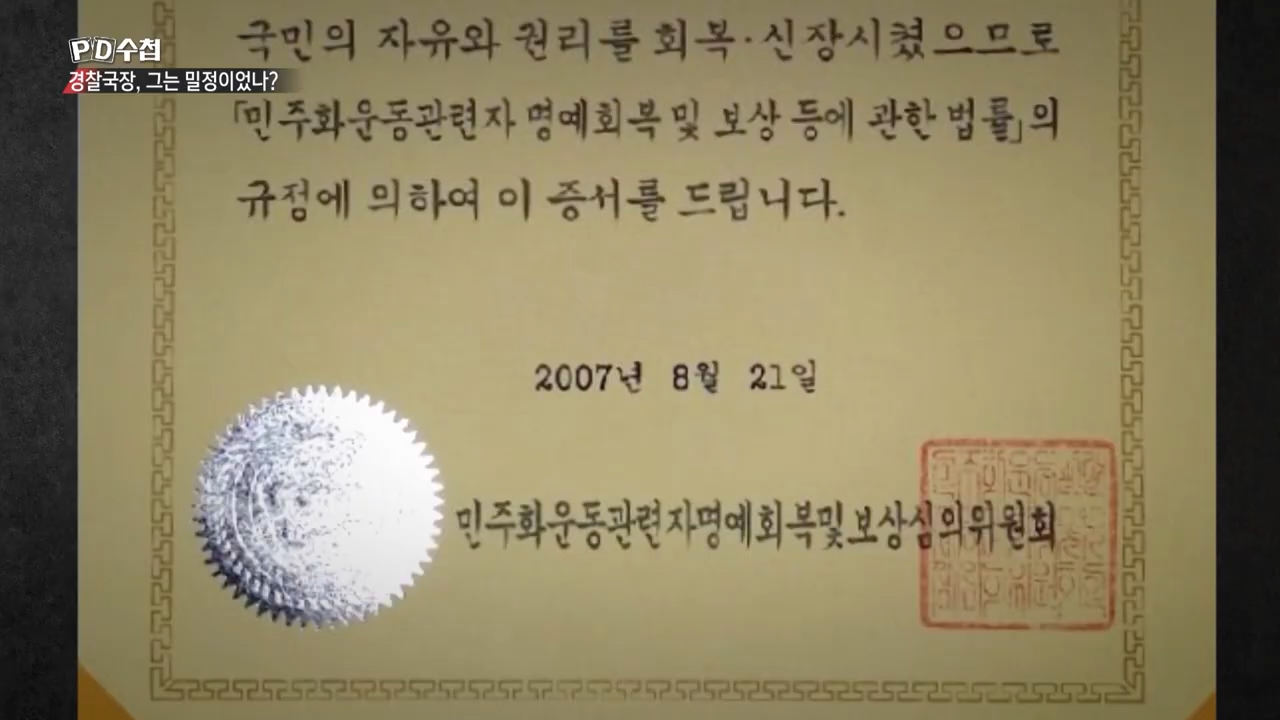 PD수첩
경찰국장, 그는 밀정이었나?
국민의 자유와 권리를 회복·신장시켰으므로
「민주화운동관련자 명예회복 및 보상 등에 관한 법률」의
규정에 의하여 이 증서를 드립니다.
2007년 8월 21일
민주화운동관련자명예회복및보상심의위원회